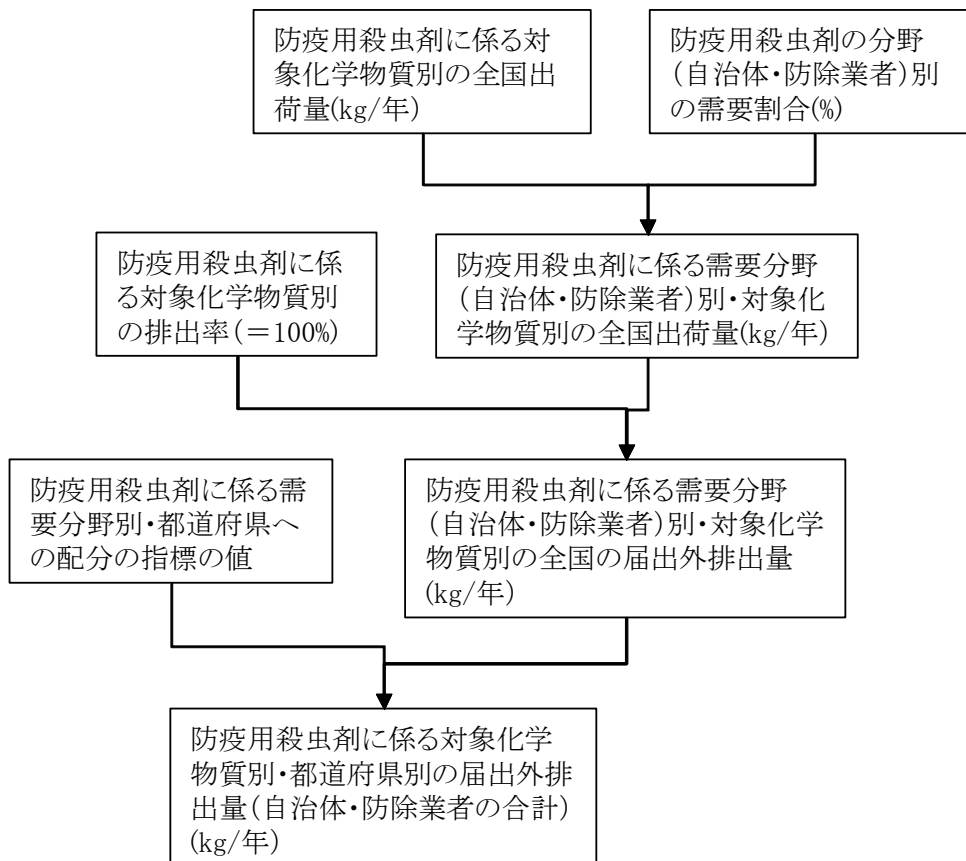 防疫用殺虫剤に係る対
象化学物質別の全国出
荷量(kg/年)
防疫用殺虫剤の分野
(自治体・防除業者)別
の需要割合(%)
防疫用殺虫剤に係
る対象化学物質別
の排出率(=100%)
防疫用殺虫剤に係る需要分野
(自治体・防除業者)別・対象化
学物質別の全国出荷量(kg/年)
防疫用殺虫剤に係る需
要分野別・都道府県へ
の配分の指標の値
防疫用殺虫剤に係る需要分野
(自治体・防除業者)別・対象化学
物質別の全国の届出外排出量
(kg/年)
防疫用殺虫剤に係る対象化学
物質別・都道府県別の届出外排
出量(自治体・防除業者の合計)
(kg/年)